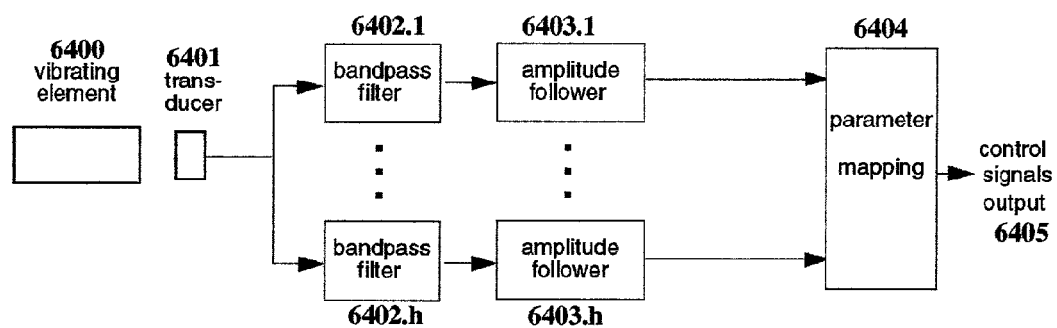 6400
vibrating
element
6401
trans-
ducer
6402.1
bandpass
filter
6403.1
amplitude
follower
6404
parameter
mapping
control
signals
output
6405
bandpass
filter
6402.h
amplitude
follower
6403.h